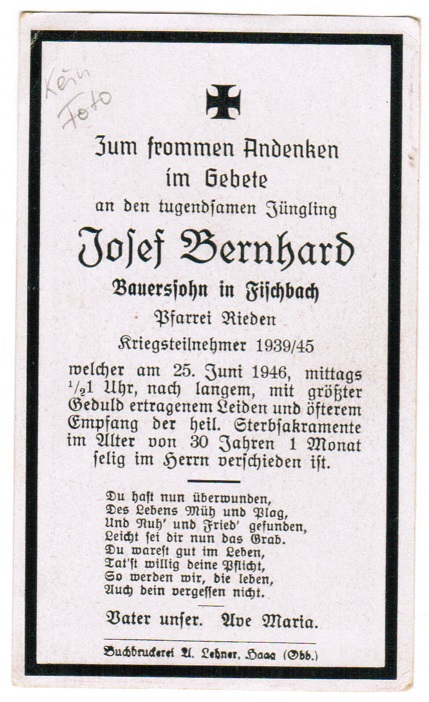 Kein
Foto
Zum frommen Andenken
im Gebete
an den tugendsamen Jüngling
Josef Bernhard
Bauerssohn in Fischbach
Pfarrei Rieden
Kriegsteilnehmer 1939/45
welcher am 25. Juni 1946, mittags
½1 Uhr, nach langem, mit größter
Geduld ertragenem Leiden und öfterem
Empfang der heil. Sterbsakramente
im Alter von 30 Jahren 1 Monat
selig im Herrn verschieden ist.
Du hast nun überwunden,
Des Lebens Müh und Plag,
Und Ruh' und Fried' gefunden,
Leicht sei dir nun das Grab.
Du warest gut im Leben,
Tat'st willig deine Pflicht,
So werden wir, die leben,
Auch dein vergessen nicht.
Vater unser. Ave Maria.
Buchdruckerei A. Lehner, Haag (Obb.)